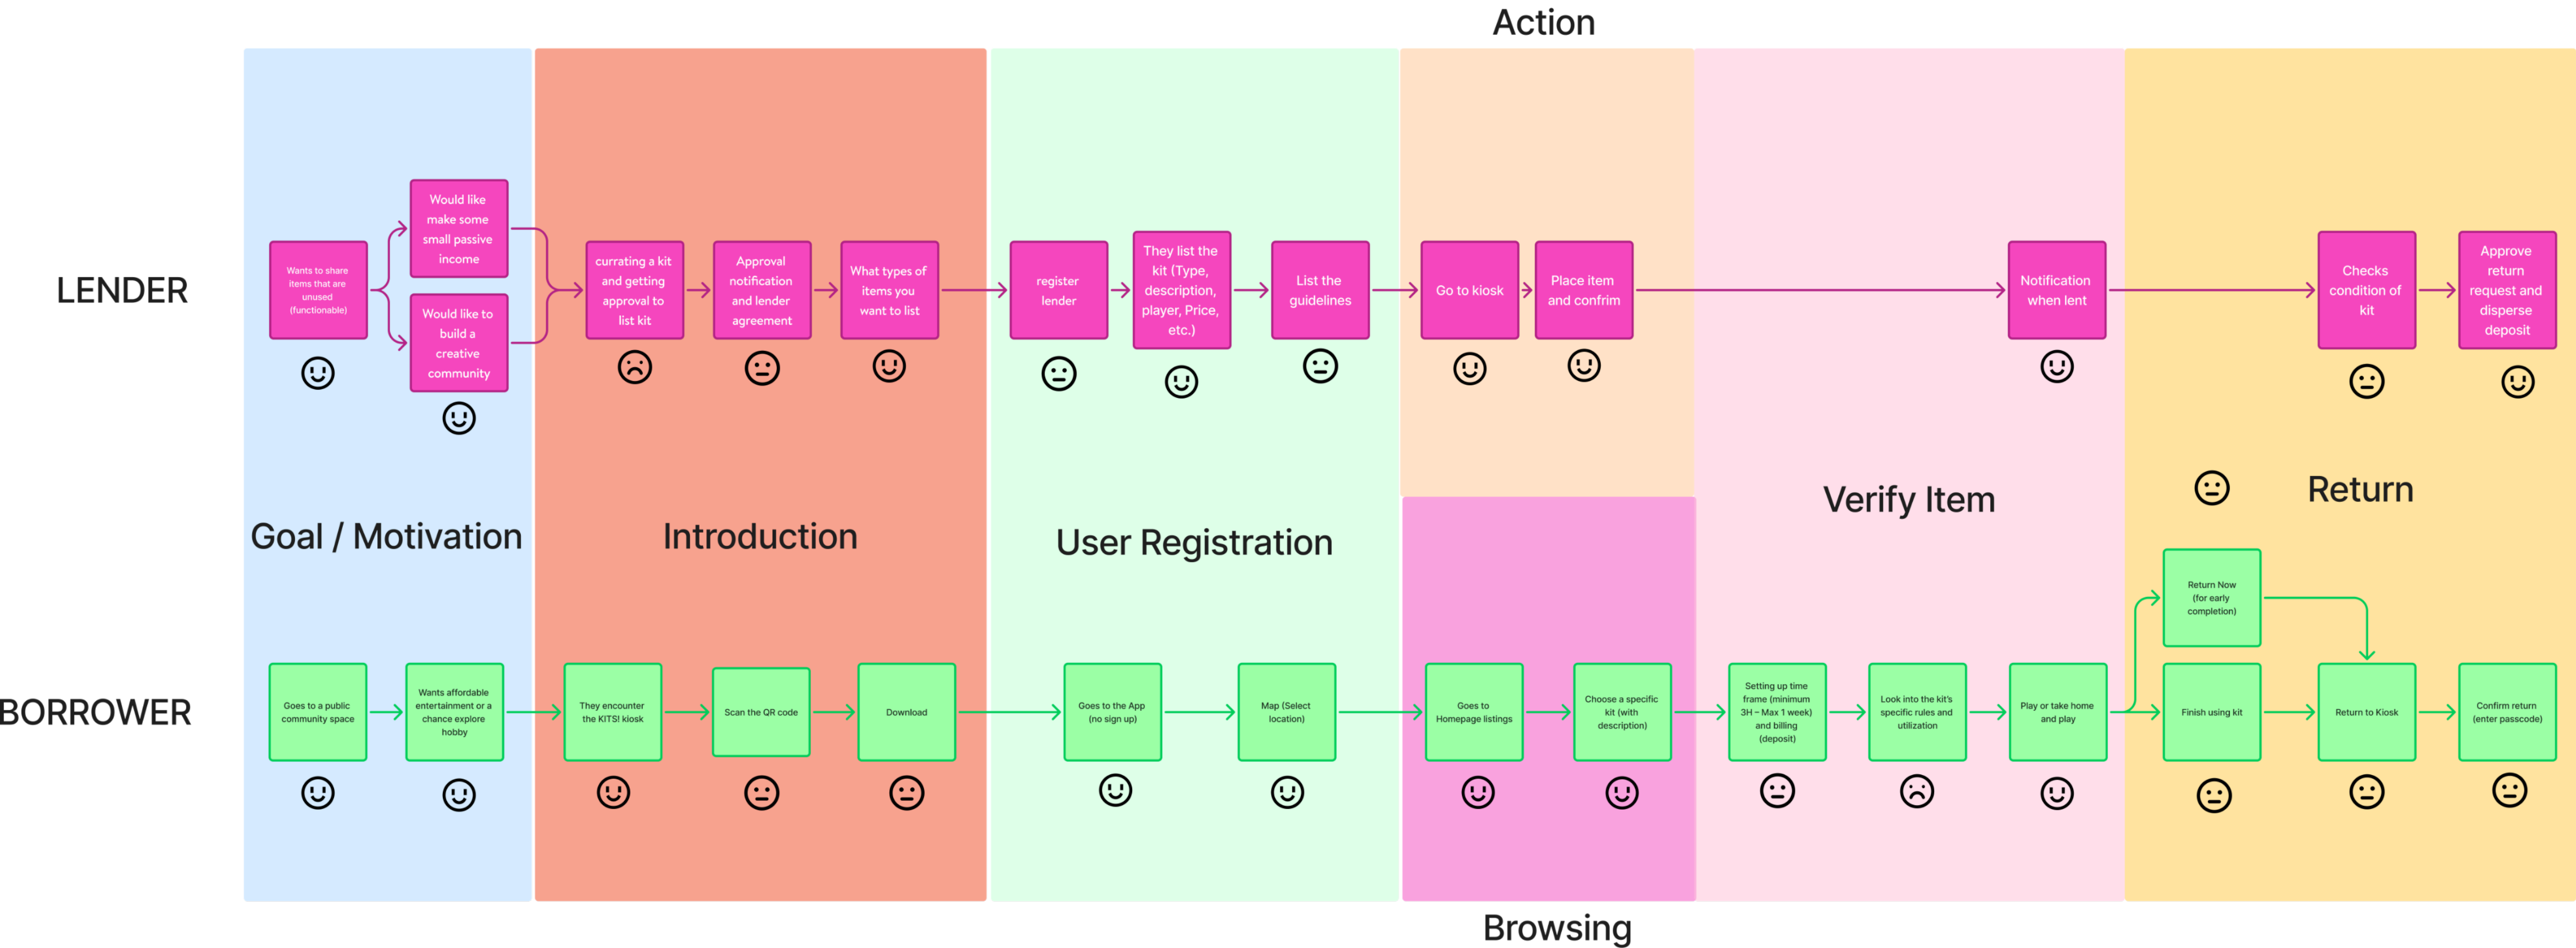 Action
LENDER
Wants to share
items that are
unused
(functionable)
Would like
make some
small passive
income
Would like to
build a
creative
community
currating a kit
and getting
approval to
list kit
Approval
notification
and lender
agreement
What types of
items you
want to list
register
lender
They list the
kit (Type,
description,
player, Price,
etc.)
List the
guidelines
Go to kiosk
Place item
and confrim
Notification
when lent
Checks
condition of
kit
Approve
return
request and
disperse
deposit
Goal / Motivation
Introduction
User Registration
Verify Item
Return
BORROWER
Goes to a public
community space
Wants affordable
entertainment or a
chance explore
hobby
They encounter
the KITS! kiosk
Scan the QR code
Download
Goes to the App
(no sign up)
Map (Select
location)
Goes to
Homepage listings
Choose a specific
kit (with
description)
Setting up time
frame (minimum
3H – Max 1 week)
and billing
(deposit)
Look into the kit's
specific rules and
utilization
Play or take home
and play
Return Now
(for early
completion)
Finish using kit
Return to Kiosk
Confirm return
(enter passcode)
Browsing